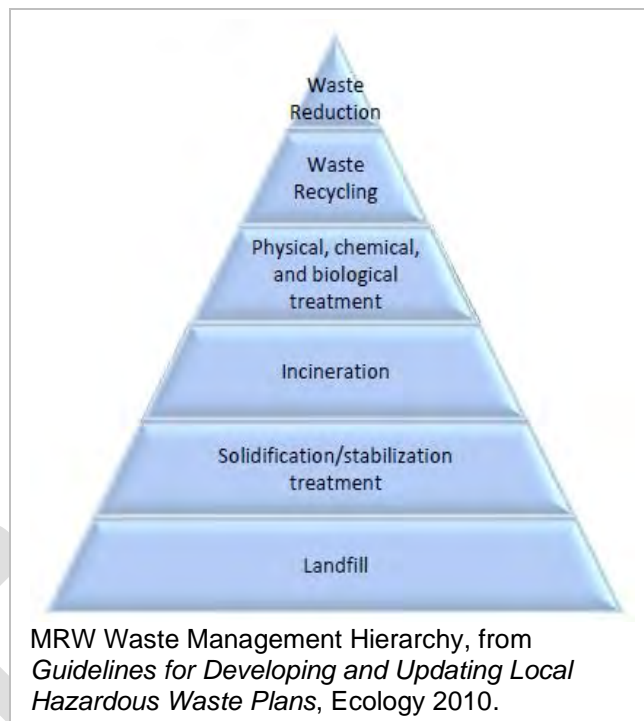 Waste
Reduction
Waste
Recycling
Physical, chemical,
and biological
treatment
Incineration
Solidification/stabilization
treatment
Landfill
MRW Waste Management Hierarchy, from
Guidelines for Developing and Updating Local
Hazardous Waste Plans, Ecology 2010.